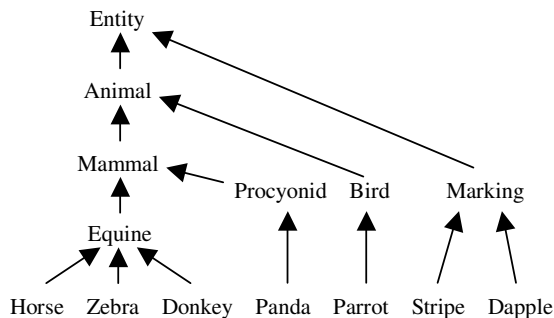 Entity
Animal
Mammal
Procyonid Bird Marking
Equine
Horse Zebra Donkey Panda Parrot Stripe Dapple